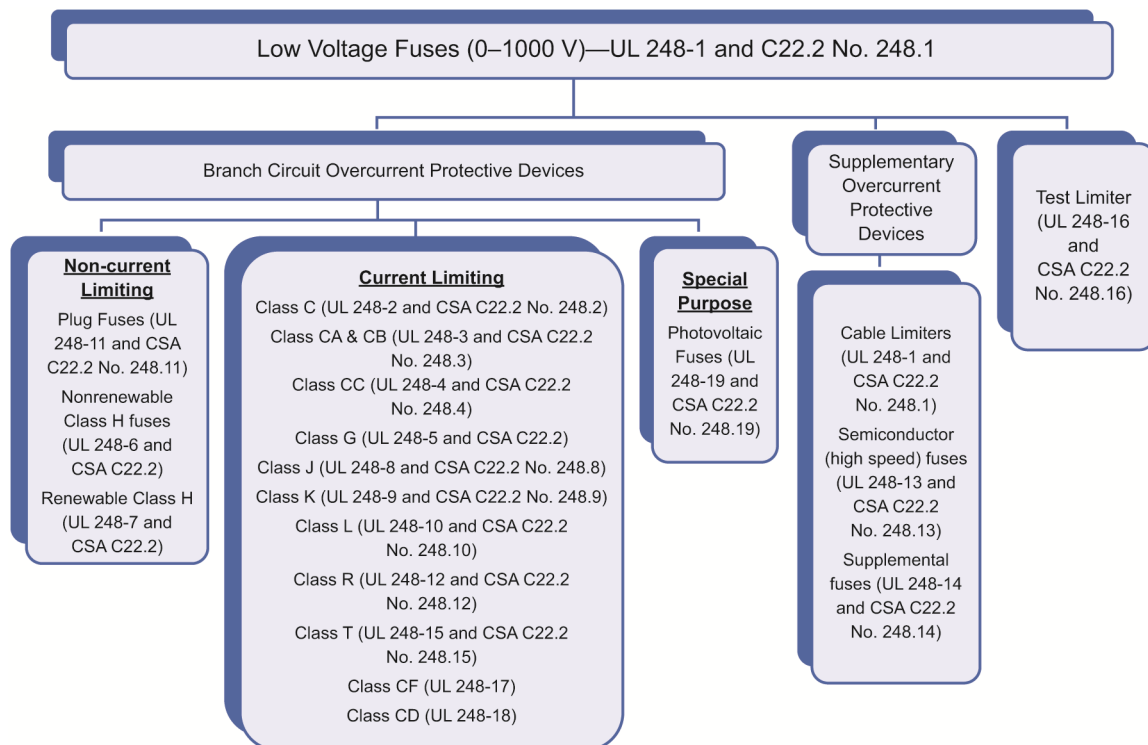 Low Voltage Fuses (0–1000 V)—UL 248-1 and C22.2 No. 248.1
Branch Circuit Overcurrent Protective Devices
Supplementary
Overcurrent
Protective
Devices
Test Limiter
(UL 248-16
and
CSA C22.2
No. 248.16)
Non-current
Limiting
Plug Fuses (UL
248-11 and CSA
C22.2 No. 248.11)
Nonrenewable
Class H fuses
(UL 248-6 and
CSA C22.2)
Renewable Class H
(UL 248-7 and
CSA C22.2)
Current Limiting
Class C (UL 248-2 and CSA C22.2 No. 248.2)
Class CA & CB (UL 248-3 and CSA C22.2
No. 248.3)
Class CC (UL 248-4 and CSA C22.2
No. 248.4)
Class G (UL 248-5 and CSA C22.2)
Class J (UL 248-8 and CSA C22.2 No. 248.8)
Class K (UL 248-9 and CSA C22.2 No. 248.9)
Class L (UL 248-10 and CSA C22.2
No. 248.10)
Class R (UL 248-12 and CSA C22.2
No. 248.12)
Class T (UL 248-15 and CSA C22.2
No. 248.15)
Class CF (UL 248-17)
Class CD (UL 248-18)
Special
Purpose
Photovoltaic
Fuses (UL
248-19 and
CSA C22.2
No. 248.19)
Cable Limiters
(UL 248-1 and
CSA C22.2
No. 248.1)
Semiconductor
(high speed) fuses
(UL 248-13 and
CSA C22.2
No. 248.13)
Supplemental
fuses (UL 248-14
and CSA C22.2
No. 248.14)